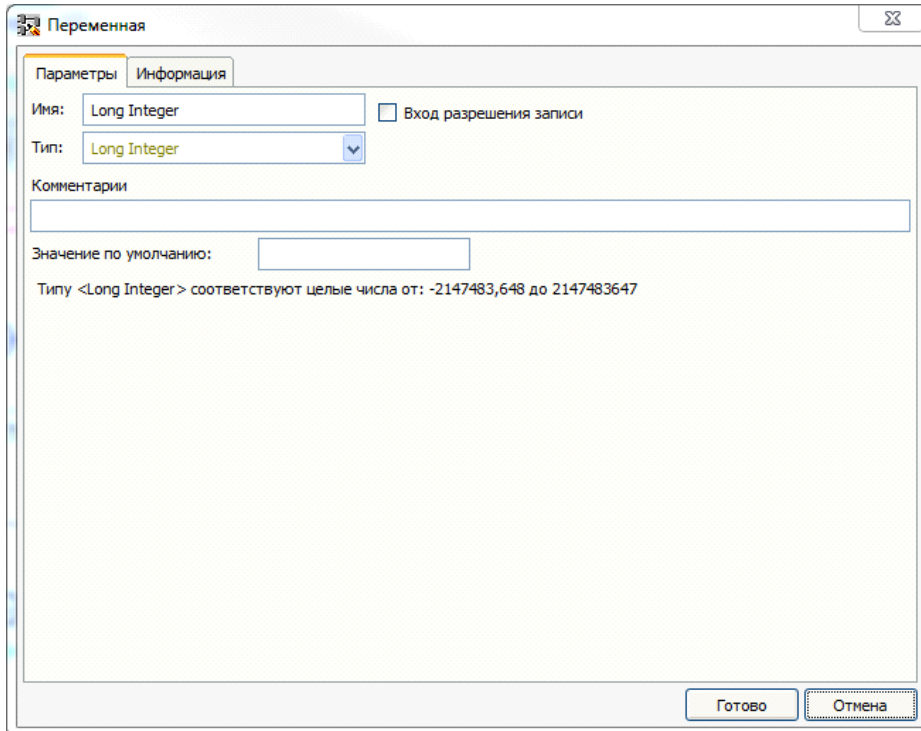 Переменная
Параметры Информация
Имя: Long Integer Вход разрешения записи
Тип: Long Integer
Комментарии
Значение по умолчанию:
Типу <Long Integer> соответствуют целые числа от: -2147483,648 до 2147483647
Готово Отмена